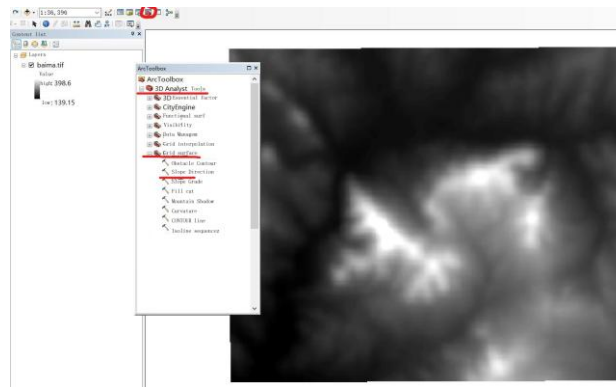 1:36,396
Content list
Layers
baima.tif
Value
high: 398.6
low: 139.15
ArcToolbox
ArcToolbox
3D Analyst Tools
3D Essential factor
CityEngine
Functional surf
Visibility
Data Managem
Grid interpolation
Grid surface
Obstacle Contour
Slope Direction
Slope Grade
Fill cut
Mountain Shadow
Curvature
CONTOUR line
Incline sequences